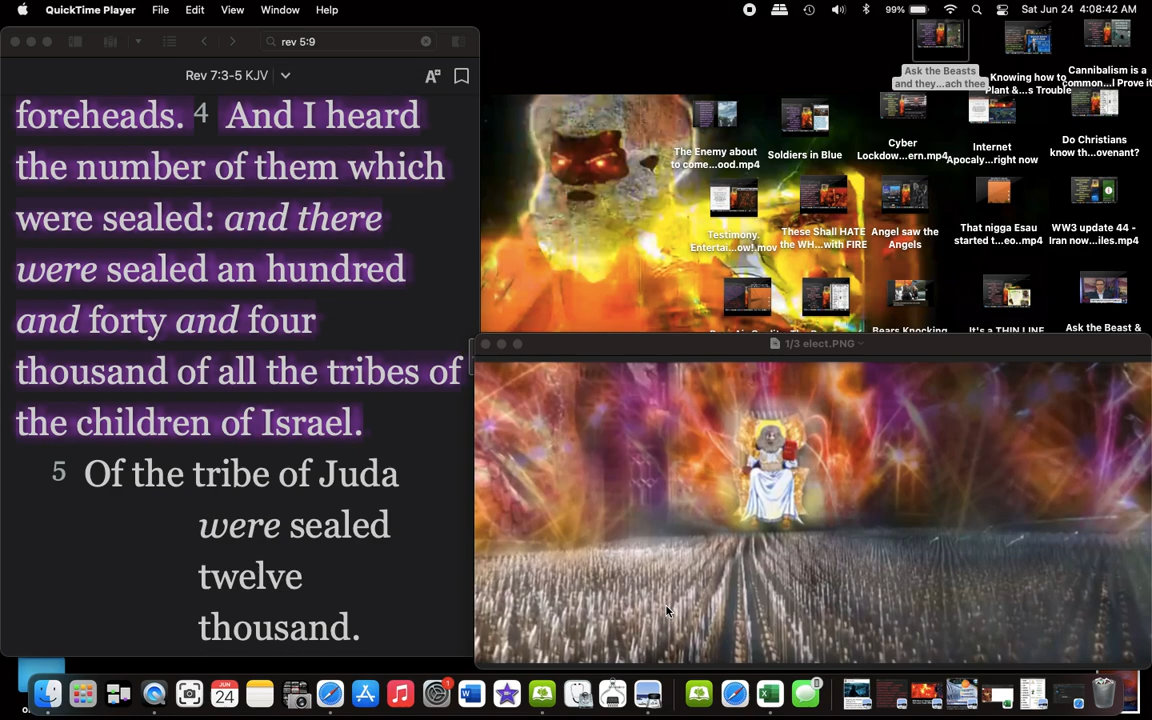 QuickTime Player File Edit View Window Help
99% Sat Jun 24 4:08:42 AM
rev 5:9
Rev 7:3-5 KJV
foreheads. 4 And I heard
the number of them which
were sealed: and there
were sealed an hundred
and forty and four
thousand of all the tribes of
the children of Israel.
5 Of the tribe of Juda
were sealed
twelve
thousand.
Ask the Beasts
and they...ach thee
Knowing how to
Plant &...s Trouble
Cannibalism is a
common...I Prove it
The Enemy about
to come...ood.mp4
Soldiers in Blue
Cyber
Lockdow...ern.mp4
Internet
Apocaly...right now
Do Christians
know th...ovenant?
Testimony.
Entertai...ow!.mov
These Shall HATE
the WH...with FIRE
Angel saw the
Angels
That nigga Esau
started t...eo..mp4
WW3 update 44 -
Iran now...iles.mp4
Bears Knocking
It's a THIN LINE
Ask the Beast &
1/3 elect.PNG
JUN
24
1